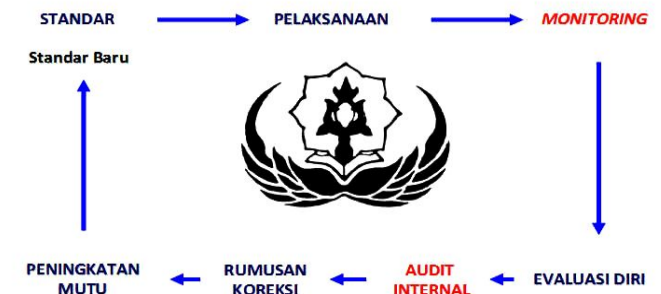 STANDAR
PELAKSANAAN
MONITORING
Standar Baru
PENINGKATAN
MUTU
RUMUSAN
KOREKSI
AUDIT
INTERNAL
EVALUASI DIRI